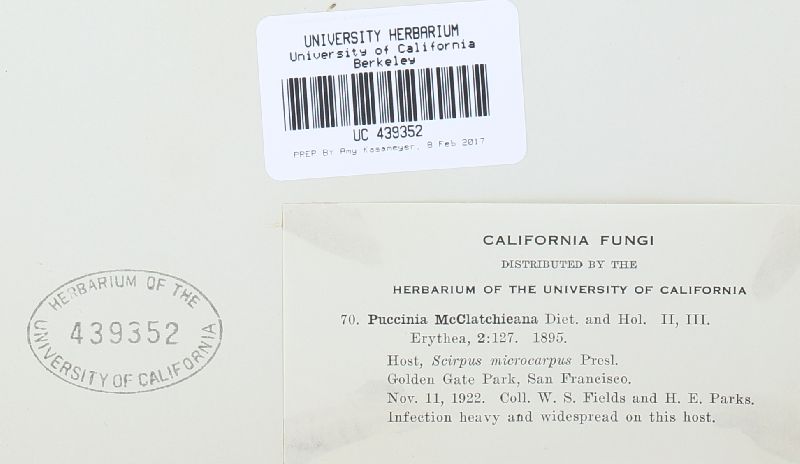 UNIVERSITY HERBARIUM
University of California
Berkeley
UC 439352
PREP BY Amy Kasameyer, 8 Feb 2017
CALIFORNIA FUNGI
DISTRIBUTED BY THE
HERBARIUM OF THE UNIVERSITY OF CALIFORNIA
70. Puccinia McClatchieana Diet. and Hol. II, III.
Erythea, 2:127. 1895.
Host, Scirpus microcarpus Presl.
Golden Gate Park, San Francisco.
Nov. 11, 1922. Coll. W. S. Fields and H. E. Parks.
Infection heavy and widespread on this host.
HERBARIUM OF THE
439352
UNIVERSITY OF CALIFORNIA